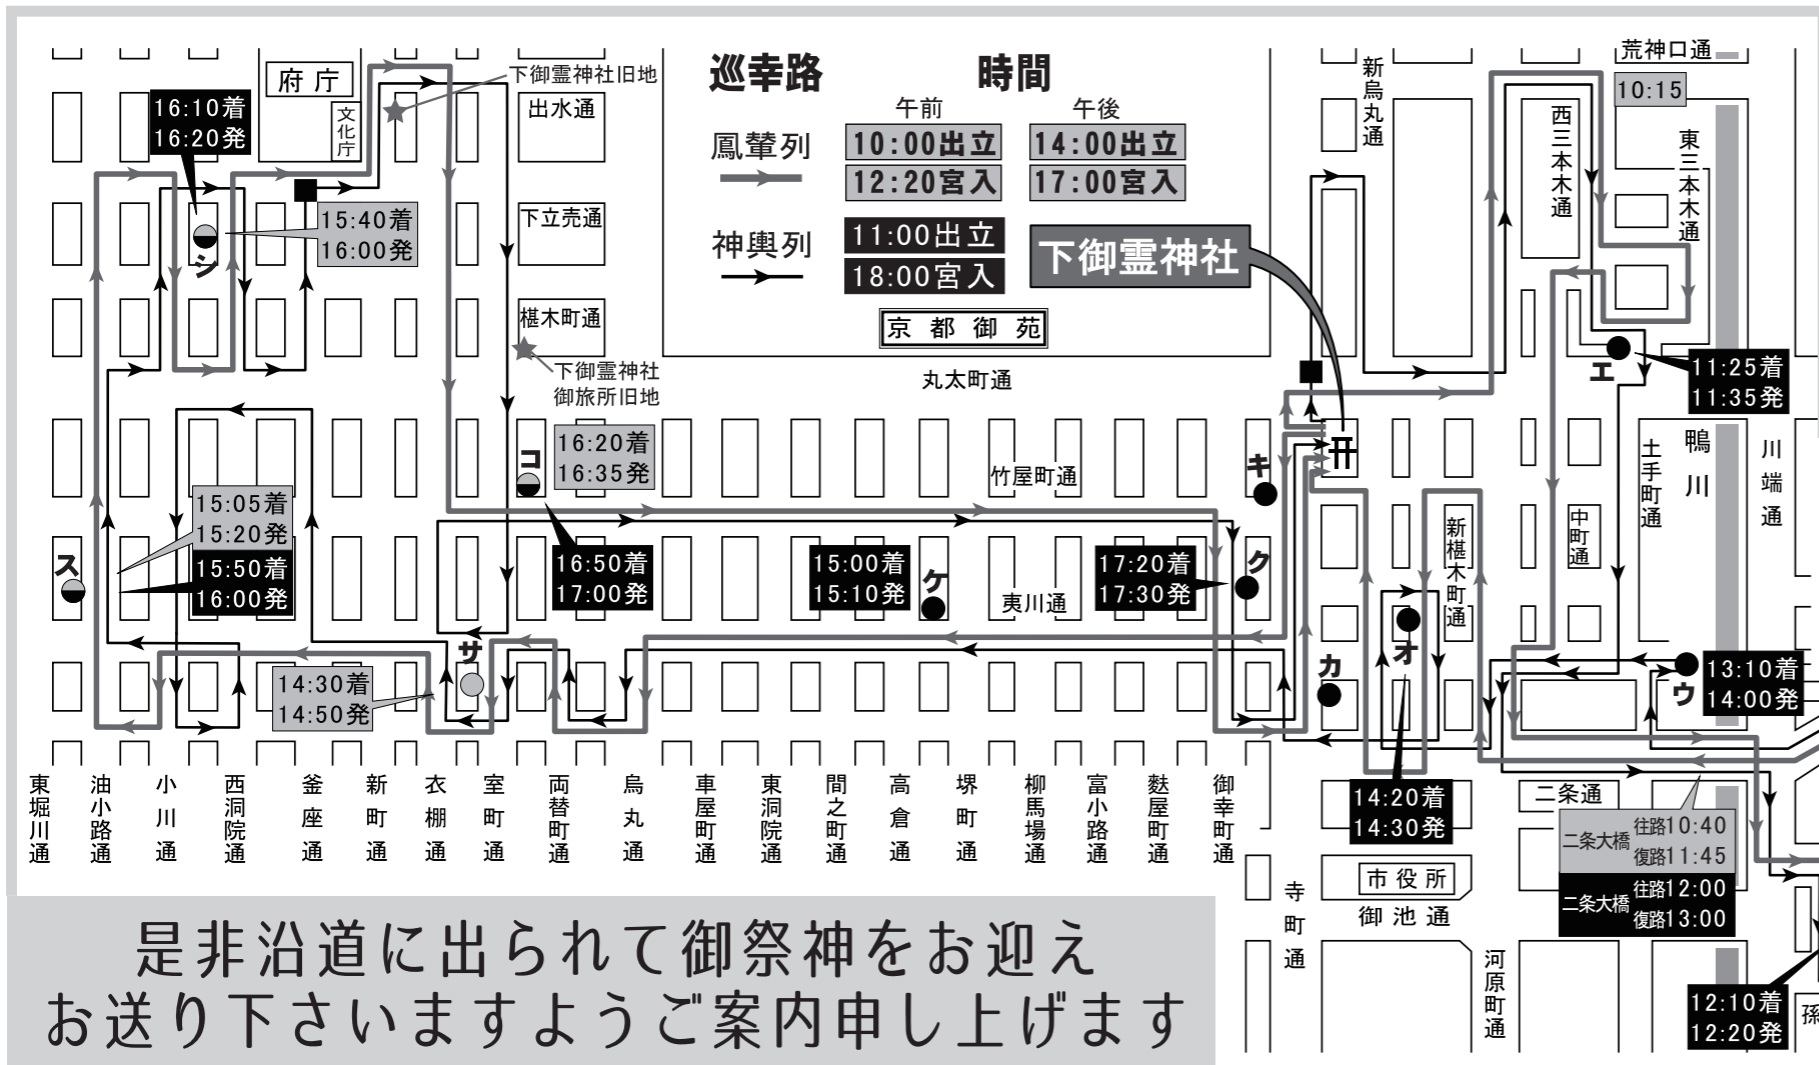 巡幸路
時間
午前
午後
鳳輦列
10:00出立
14:00出立
12:20宮入
17:00宮入
神輿列
11:00出立
18:00宮入
下御霊神社
京都御苑
丸太町通
府庁
文化庁
下御霊神社旧地
出水通
下立売通
椹木町通
下御霊神社
御旅所旧地
16:10着
16:20発
シ
15:40着
16:00発
コ
16:20着
16:35発
16:50着
17:00発
15:05着
15:20発
15:50着
16:00発
ス
サ
14:30着
14:50発
竹屋町通
夷川通
15:00着
15:10発
ケ
17:20着
17:30発
ク
キ
カ
オ
14:20着
14:30発
新烏丸通
荒神口通
10:15
西三本木通
東三本木通
エ
11:25着
11:35発
土手町通
鴨川
川端通
中町通
新椹木町通
ウ
13:10着
14:00発
二条通
二条大橋
往路10:40
復路11:45
二条大橋
往路12:00
復路13:00
12:10着
12:20発
孫
市役所
御池通
寺町通
河原町通
東堀川通
油小路通
小川通
西洞院通
釜座通
新町通
衣棚通
室町通
両替町通
烏丸通
車屋町通
東洞院通
間之町通
高倉通
堺町通
柳馬場通
富小路通
麩屋町通
御幸町通
是非沿道に出られて御祭神をお迎え
お送り下さいますようご案内申し上げます